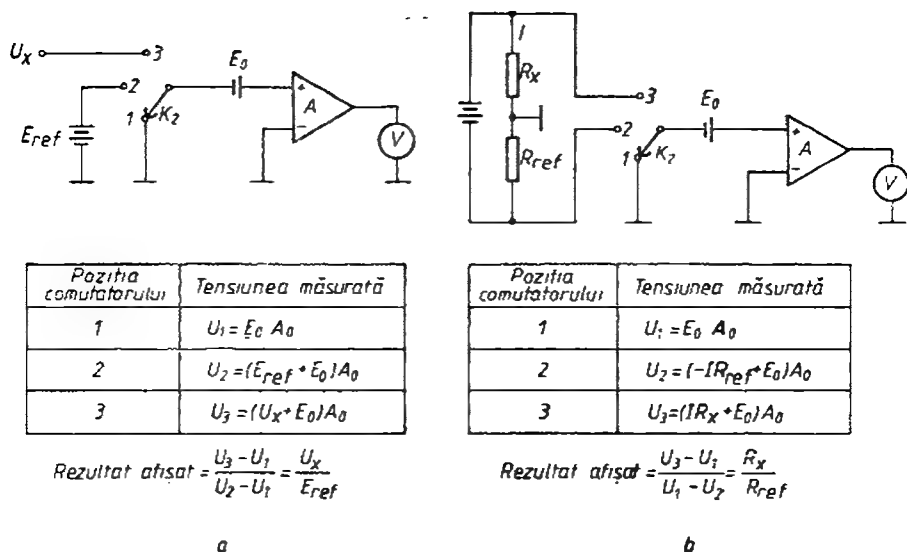 U_x 3
2
1 K_2
E_ref
E_0
A
+
−
V
I
R_x
R_ref
3
2
1 K_2
E_0
A
+
−
V
Poziția comutatorului | Tensiunea măsurată
1 | U_1 = E_0 A_0
2 | U_2 = (E_ref + E_0) A_0
3 | U_3 = (U_x + E_0) A_0
Rezultat afișat = (U_3 − U_1)/(U_2 − U_1) = U_x/E_ref
a
Poziția comutatorului | Tensiunea măsurată
1 | U_1 = E_0 A_0
2 | U_2 = (-IR_ref + E_0) A_0
3 | U_3 = (IR_x + E_0) A_0
Rezultat afișat = (U_3 − U_1)/(U_1 − U_2) = R_x/R_ref
b